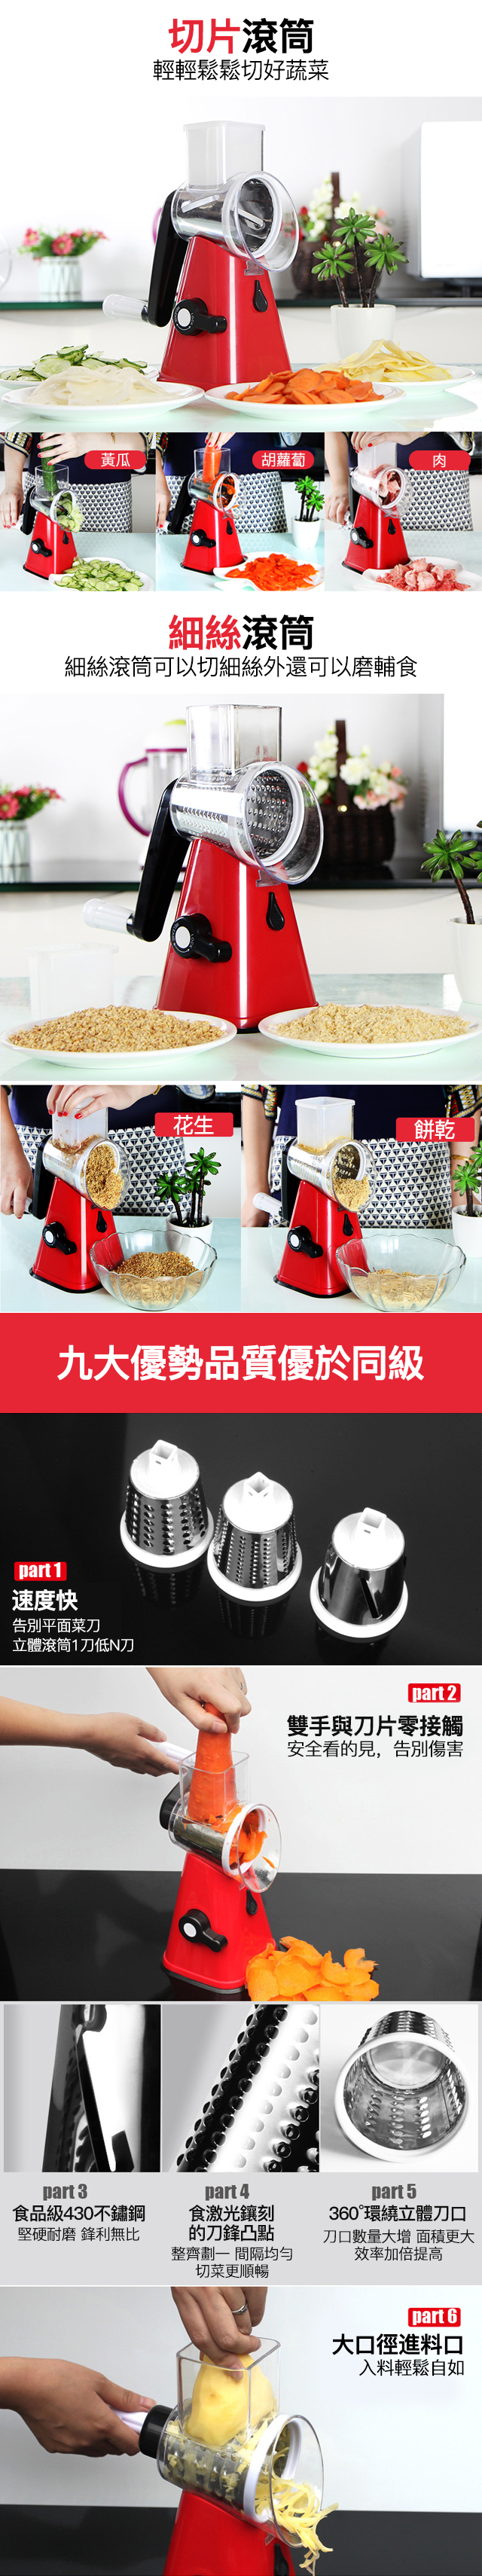 切片滾筒
輕輕鬆鬆切好蔬菜
黃瓜
胡蘿蔔
肉
細絲滾筒
細絲滾筒可以切細絲外還可以磨輔食
花生
餅乾
九大優勢品質優於同級
part 1
速度快
告別平面菜刀
立體滾筒1刀低N刀
part 2
雙手與刀片零接觸
安全看的見，告別傷害
part 3
食品級430不鏽鋼
堅硬耐磨 鋒利無比
part 4
食激光鑲刻
的刀鋒凸點
整齊劃一 間隔均勻
切菜更順暢
part 5
360°環繞立體刀口
刀口數量大增 面積更大
效率加倍提高
part 6
大口徑進料口
入料輕鬆自如